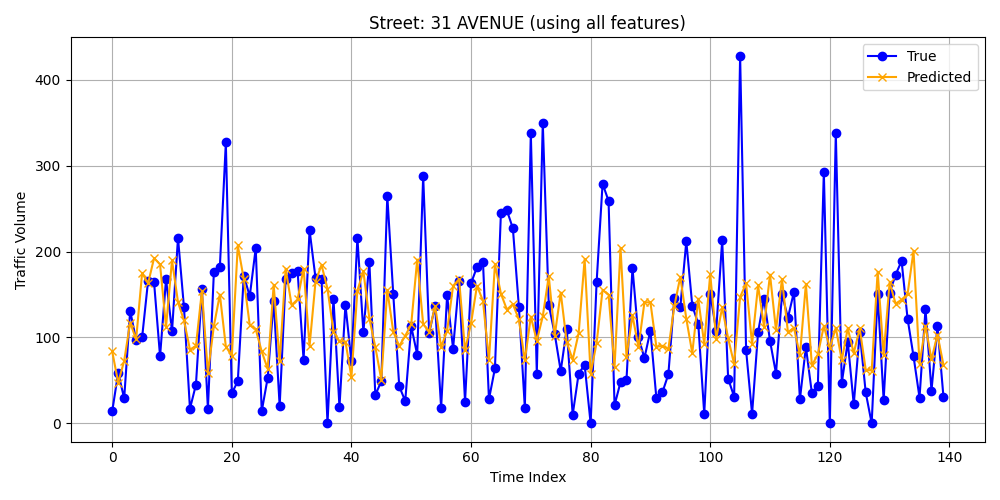 Street: 31 AVENUE (using all features)
True
Predicted
Traffic Volume
400
300
200
100
0
0 20 40 60 80 100 120 140
Time Index